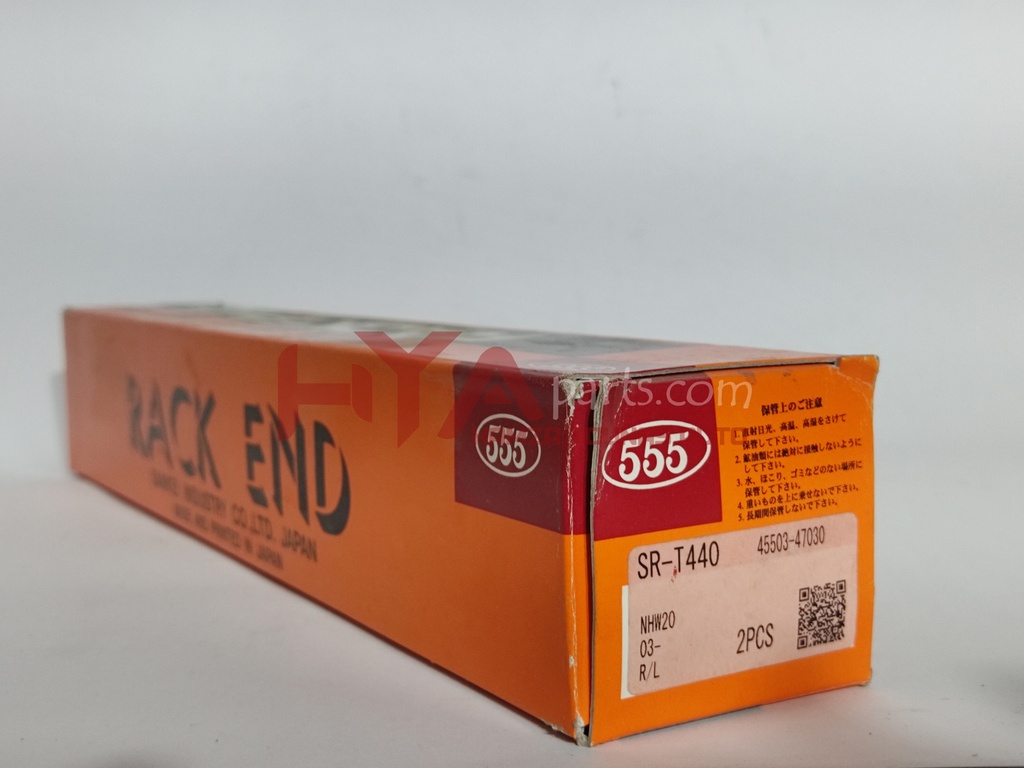 RACK END
SANKEI INDUSTRY CO.,LTD. JAPAN
MADE AND PRINTED IN JAPAN
555
555
HYA
parts.com
保管上のご注意
1. 直射日光、高温、高湿をさけて
保管して下さい。
2. 鉱油類には絶対に接触しないように
して下さい。
3. 水、ほこり、ゴミなどのない場所に
保管して下さい。
4. 重いものを上に乗せないで下さい。
5. 長期間保管しないで下さい。
SR-T440
45503-47030
NHW20
03-
R/L
2PCS